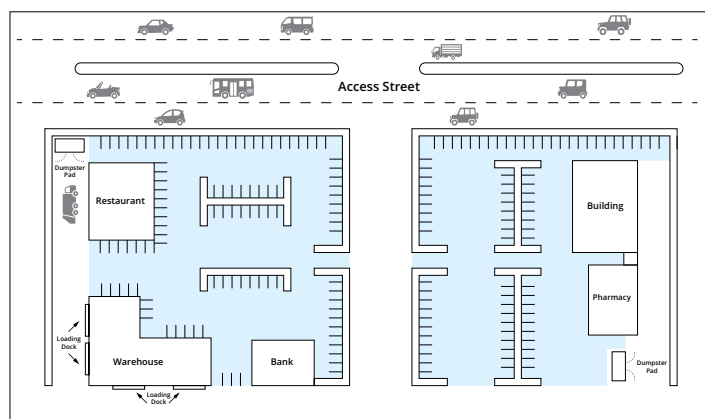 Access Street
Dumpster
Pad
Restaurant
Building
Pharmacy
Loading
Dock
Warehouse
Bank
Dumpster
Pad
Loading
Dock